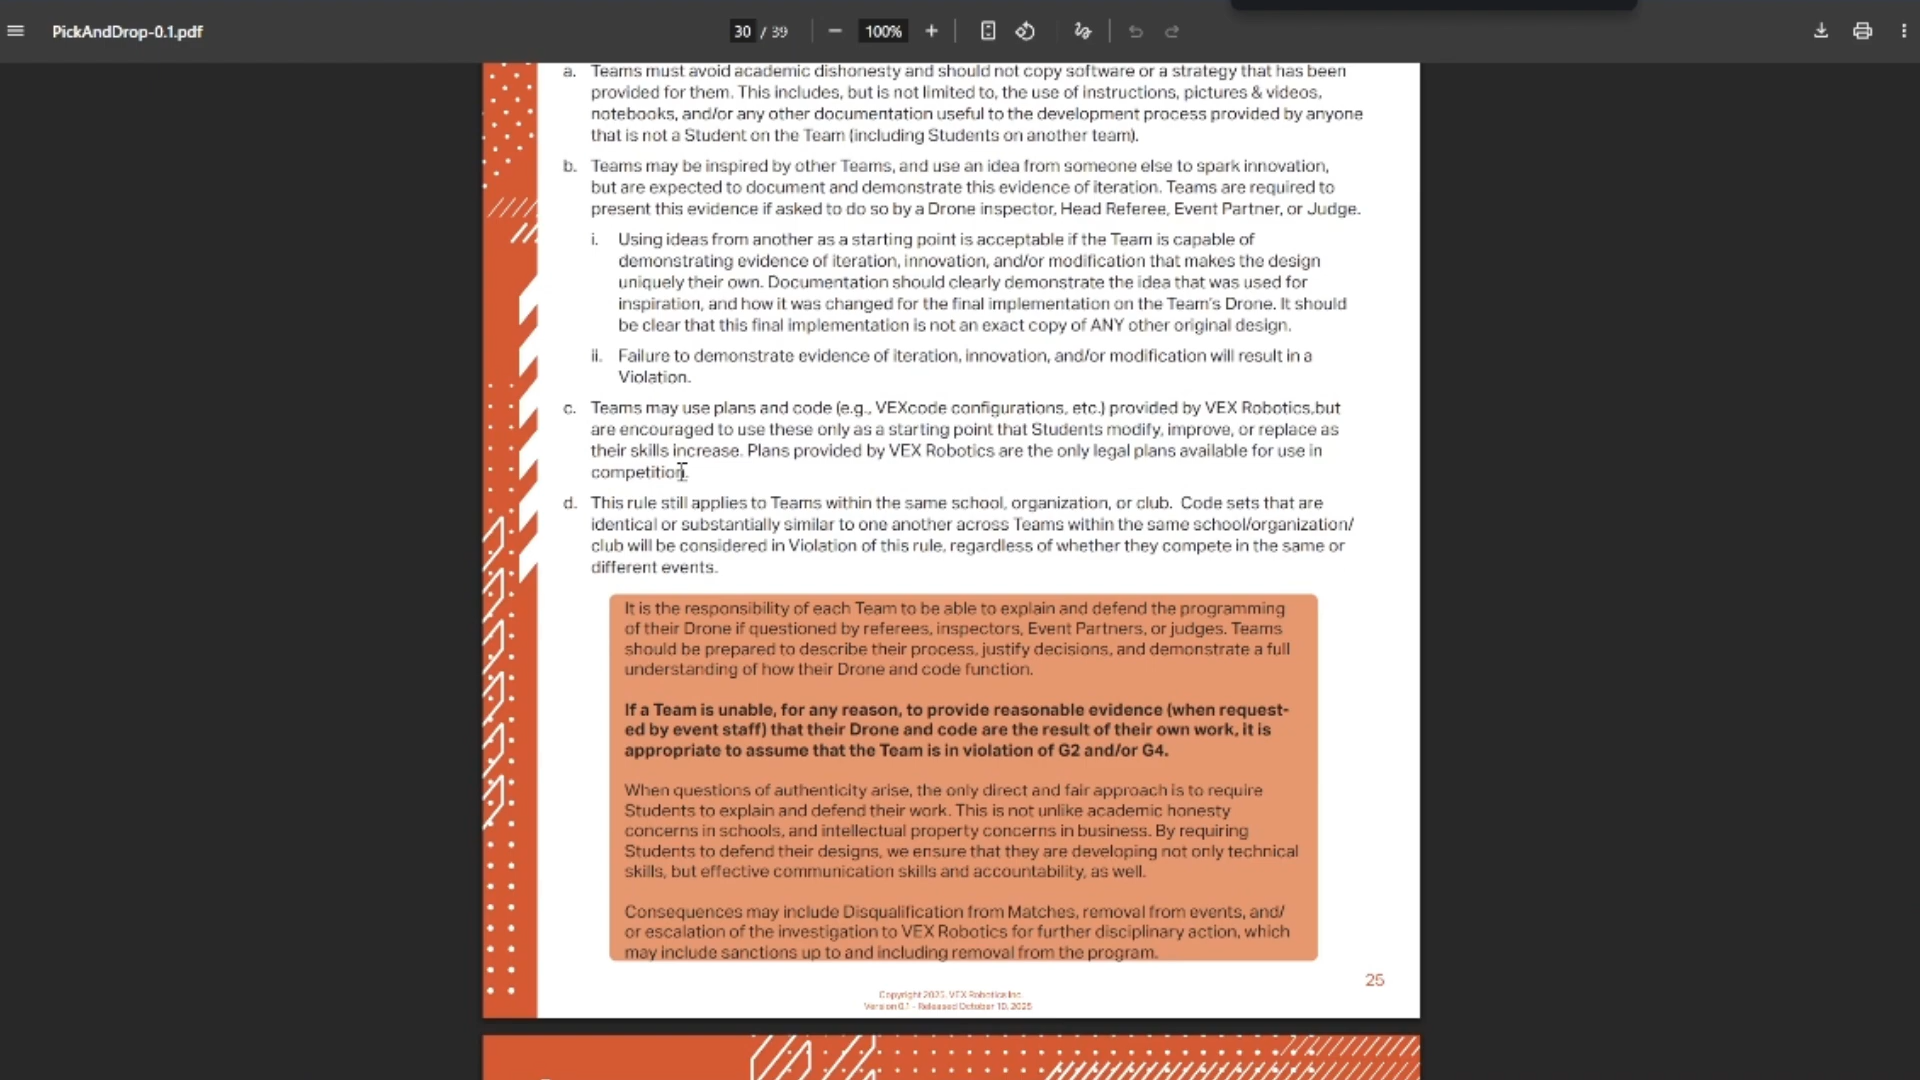 PickAndDrop-0.1.pdf
30 / 39
100%
a. Teams must avoid academic dishonesty and should not copy software or a strategy that has been
provided for them. This includes, but is not limited to, the use of instructions, pictures & videos,
notebooks, and/or any other documentation useful to the development process provided by anyone
that is not a Student on the Team (including Students on another team).
b. Teams may be inspired by other Teams, and use an idea from someone else to spark innovation,
but are expected to document and demonstrate this evidence of iteration. Teams are required to
present this evidence if asked to do so by a Drone inspector, Head Referee, Event Partner, or Judge.
i. Using ideas from another as a starting point is acceptable if the Team is capable of
demonstrating evidence of iteration, innovation, and/or modification that makes the design
uniquely their own. Documentation should clearly demonstrate the idea that was used for
inspiration, and how it was changed for the final implementation on the Team's Drone. It should
be clear that this final implementation is not an exact copy of ANY other original design.
ii. Failure to demonstrate evidence of iteration, innovation, and/or modification will result in a
Violation.
c. Teams may use plans and code (e.g., VEXcode configurations, etc.) provided by VEX Robotics,but
are encouraged to use these only as a starting point that Students modify, improve, or replace as
their skills increase. Plans provided by VEX Robotics are the only legal plans available for use in
competition.
d. This rule still applies to Teams within the same school, organization, or club. Code sets that are
identical or substantially similar to one another across Teams within the same school/organization/
club will be considered in Violation of this rule, regardless of whether they compete in the same or
different events.
It is the responsibility of each Team to be able to explain and defend the programming
of their Drone if questioned by referees, inspectors, Event Partners, or judges. Teams
should be prepared to describe their process, justify decisions, and demonstrate a full
understanding of how their Drone and code function.
If a Team is unable, for any reason, to provide reasonable evidence (when request-
ed by event staff) that their Drone and code are the result of their own work, it is
appropriate to assume that the Team is in violation of G2 and/or G4.
When questions of authenticity arise, the only direct and fair approach is to require
Students to explain and defend their work. This is not unlike academic honesty
concerns in schools, and intellectual property concerns in business. By requiring
Students to defend their designs, we ensure that they are developing not only technical
skills, but effective communication skills and accountability, as well.
Consequences may include Disqualification from Matches, removal from events, and/
or escalation of the investigation to VEX Robotics for further disciplinary action, which
may include sanctions up to and including removal from the program.
25
Copyright 2025, VEX Robotics Inc.
Version 0.1 - Released October 10, 2025